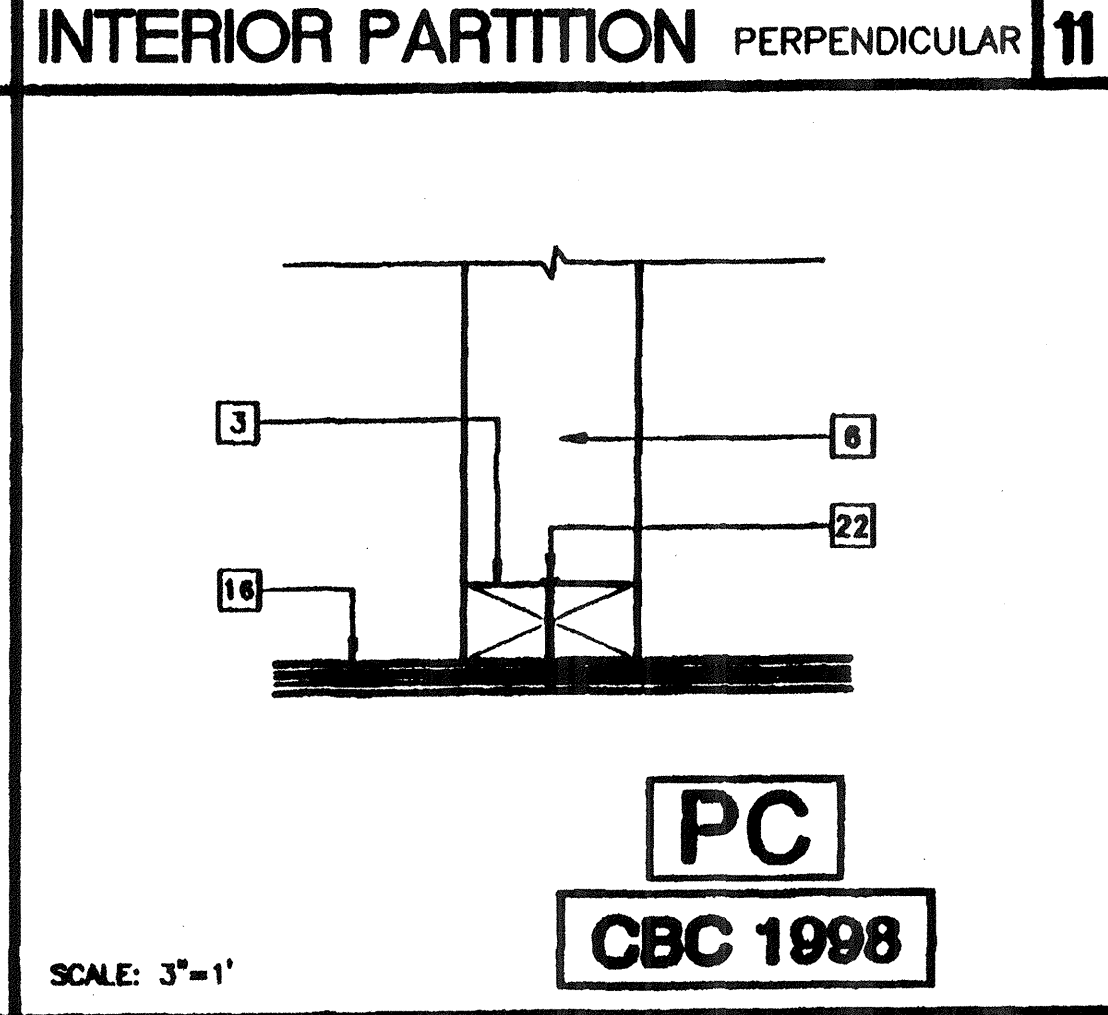 INTERIOR PARTITION PERPENDICULAR 11
3
6
22
16
PC
CBC 1998
SCALE: 3"=1'